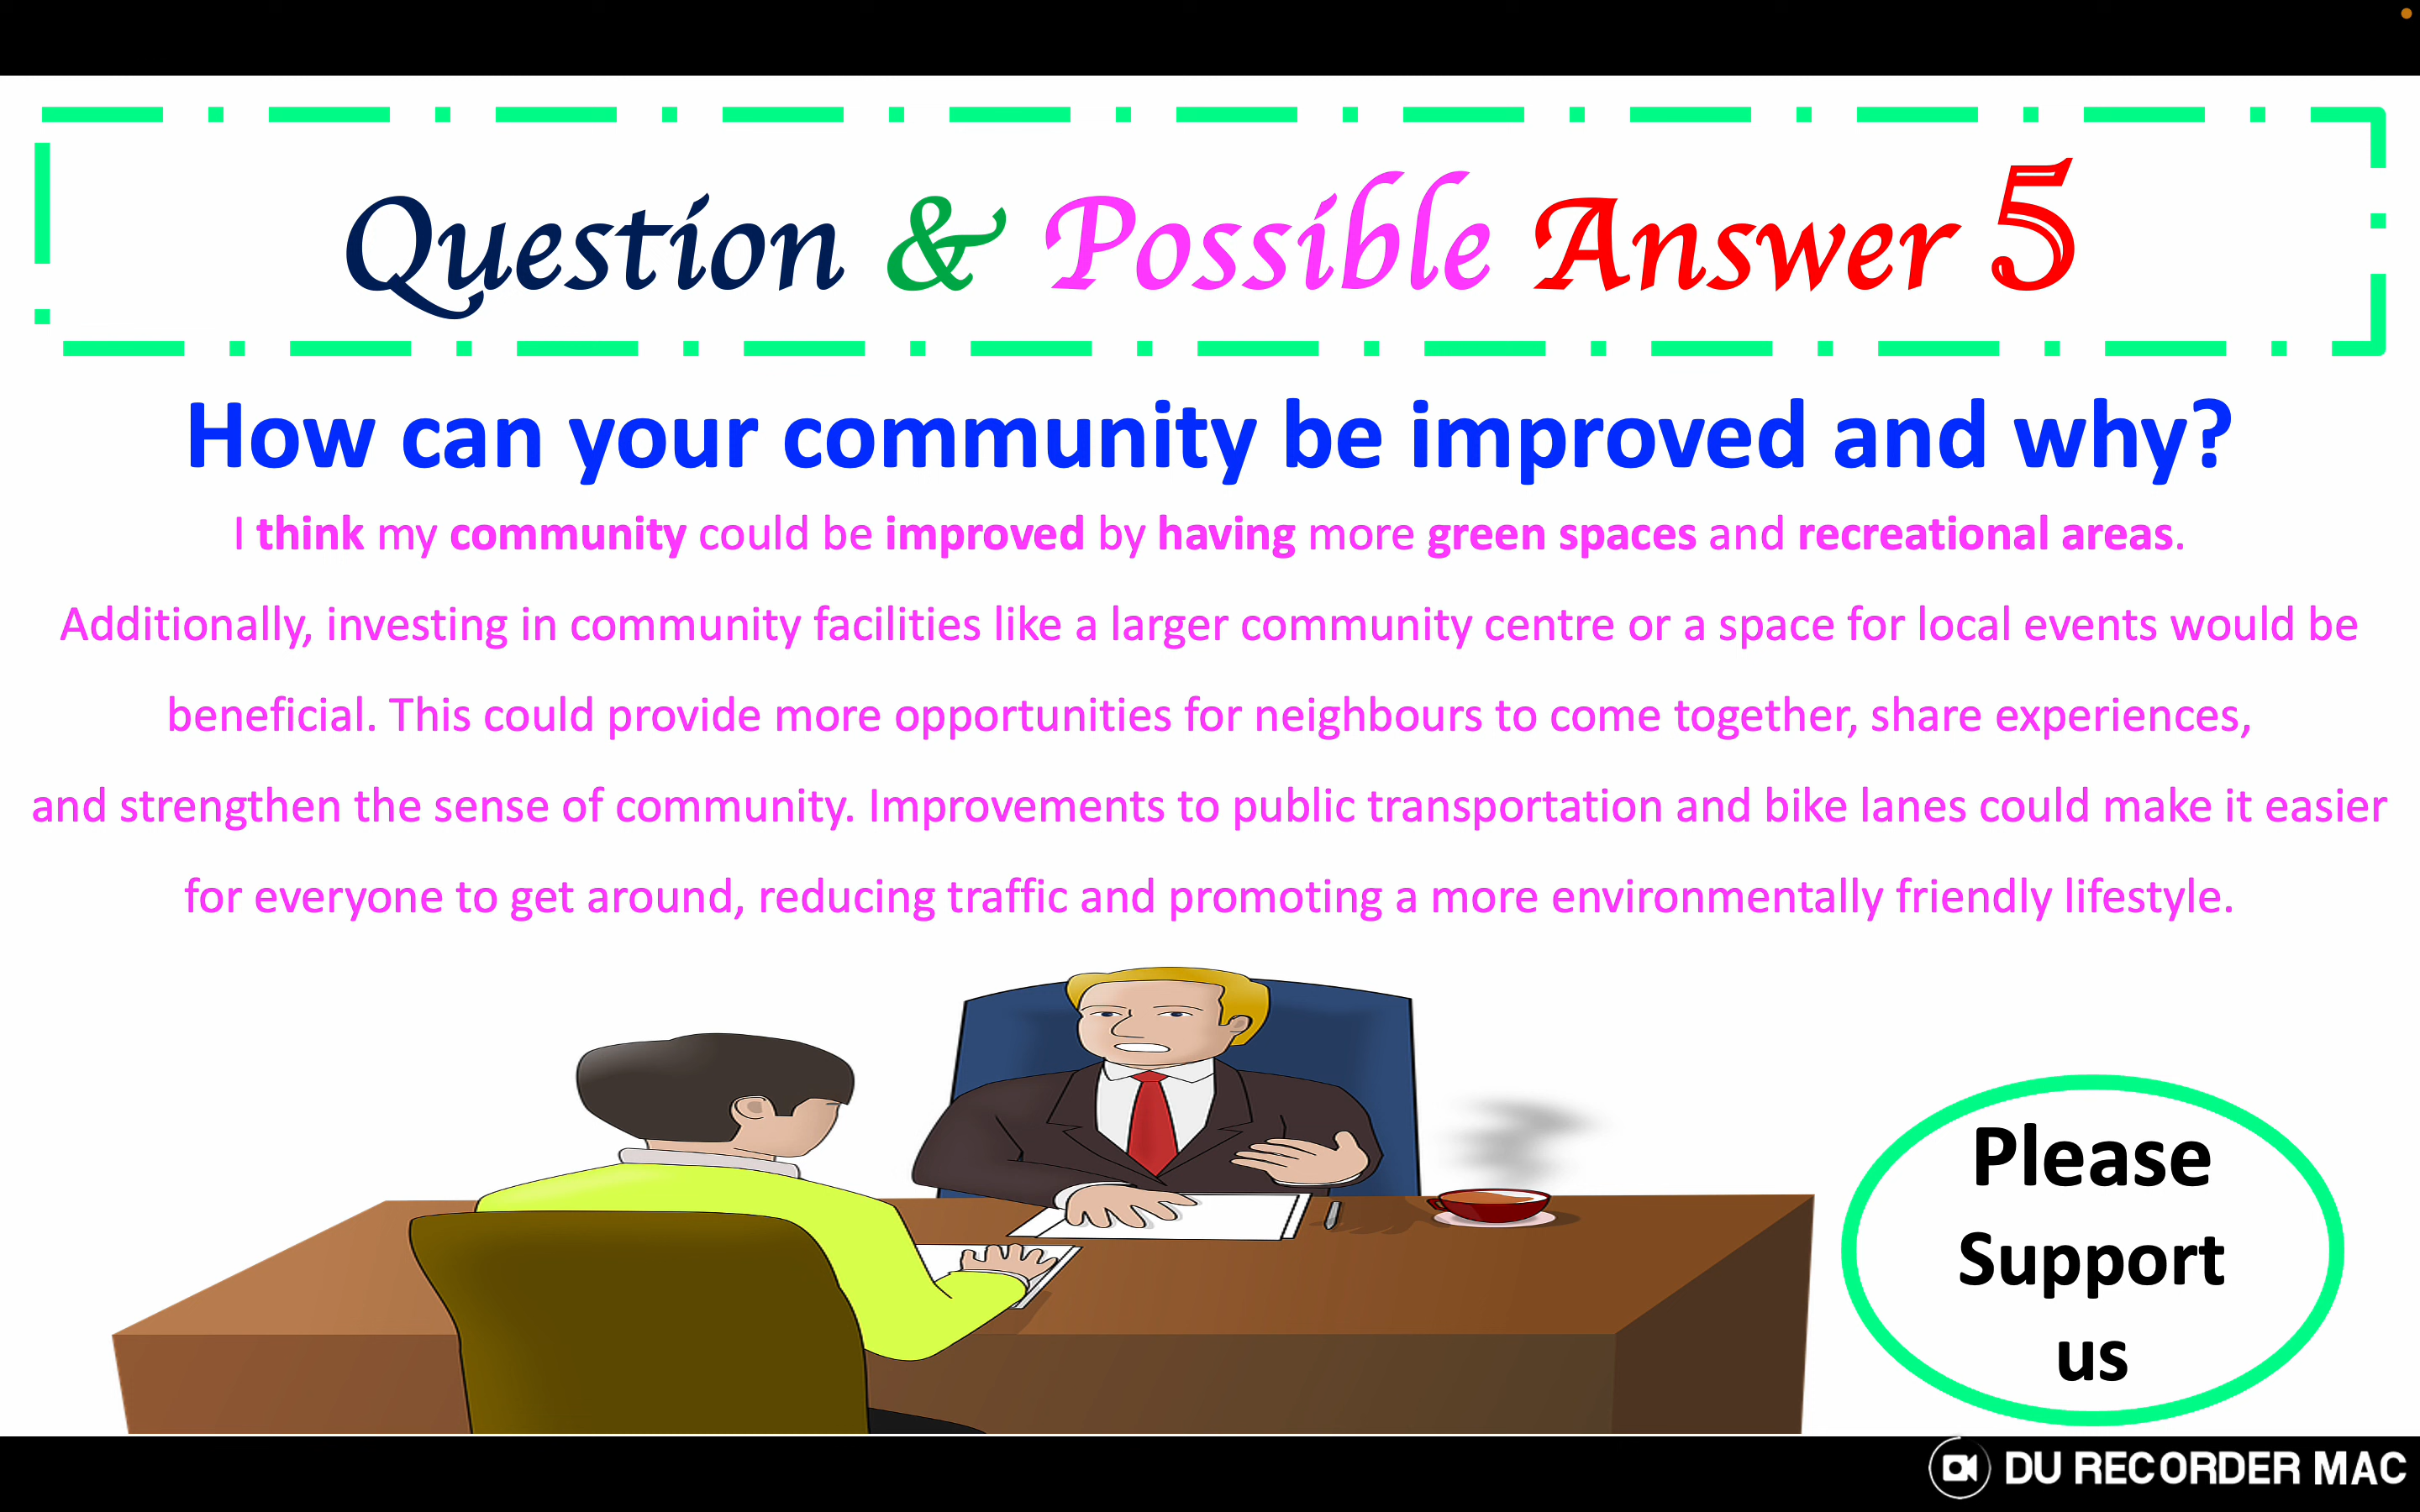 Question & Possible Answer 5
How can your community be improved and why?
I think my community could be improved by having more green spaces and recreational areas.
Additionally, investing in community facilities like a larger community centre or a space for local events would be
beneficial. This could provide more opportunities for neighbours to come together, share experiences,
and strengthen the sense of community. Improvements to public transportation and bike lanes could make it easier
for everyone to get around, reducing traffic and promoting a more environmentally friendly lifestyle.
Please
Support
us
DU RECORDER MAC